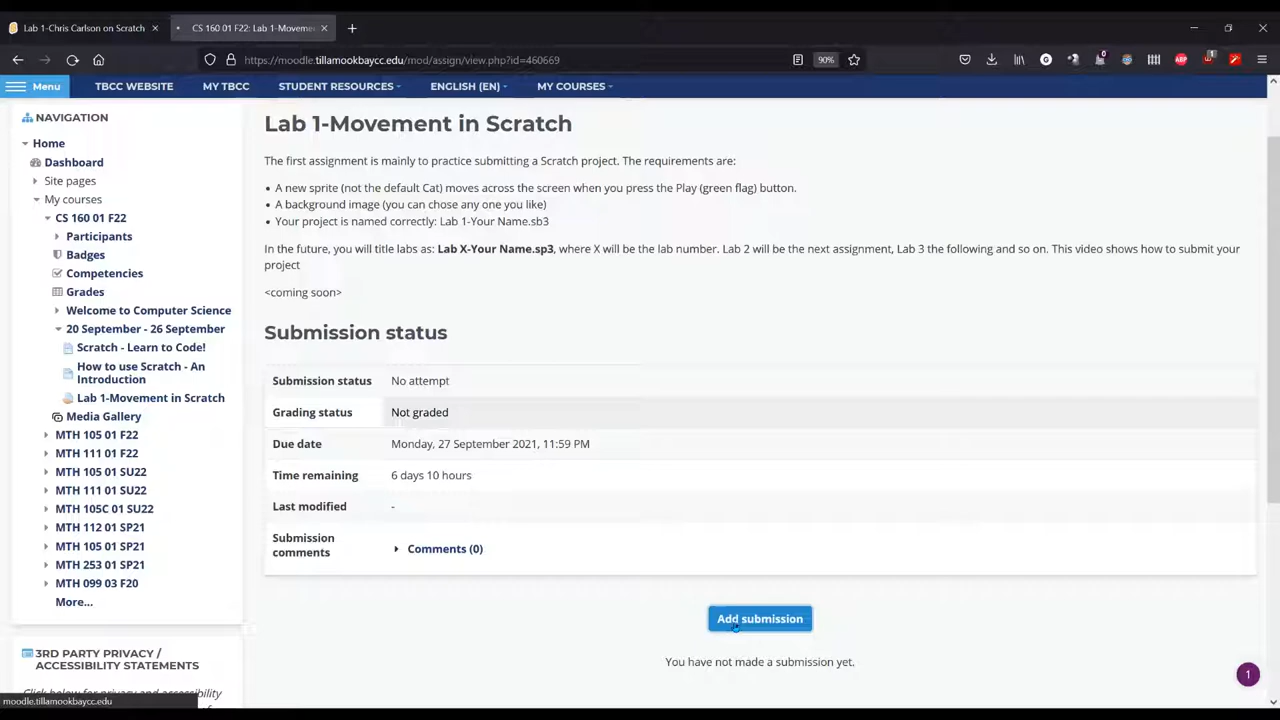 Lab 1-Chris Carlson on Scratch
CS 160 01 F22: Lab 1-Movemen
https://moodle.tillamookbaycc.edu/mod/assign/view.php?id=460669
90%
Menu
TBCC WEBSITE
MY TBCC
STUDENT RESOURCES
ENGLISH (EN)
MY COURSES
NAVIGATION
Home
Dashboard
Site pages
My courses
CS 160 01 F22
Participants
Badges
Competencies
Grades
Welcome to Computer Science
20 September - 26 September
Scratch - Learn to Code!
How to use Scratch - An
Introduction
Lab 1-Movement in Scratch
Media Gallery
MTH 105 01 F22
MTH 111 01 F22
MTH 105 01 SU22
MTH 111 01 SU22
MTH 105C 01 SU22
MTH 112 01 SP21
MTH 105 01 SP21
MTH 253 01 SP21
MTH 099 03 F20
More...
3RD PARTY PRIVACY /
ACCESSIBILITY STATEMENTS
Click below for privacy and accessibility
moodle.tillamookbaycc.edu
Lab 1-Movement in Scratch
The first assignment is mainly to practice submitting a Scratch project. The requirements are:
• A new sprite (not the default Cat) moves across the screen when you press the Play (green flag) button.
• A background image (you can chose any one you like)
• Your project is named correctly: Lab 1-Your Name.sb3
In the future, you will title labs as: Lab X-Your Name.sp3, where X will be the lab number. Lab 2 will be the next assignment, Lab 3 the following and so on. This video shows how to submit your
project
<coming soon>
Submission status
Submission status No attempt
Grading status Not graded
Due date Monday, 27 September 2021, 11:59 PM
Time remaining 6 days 10 hours
Last modified -
Submission
comments
Comments (0)
Add submission
You have not made a submission yet.
1